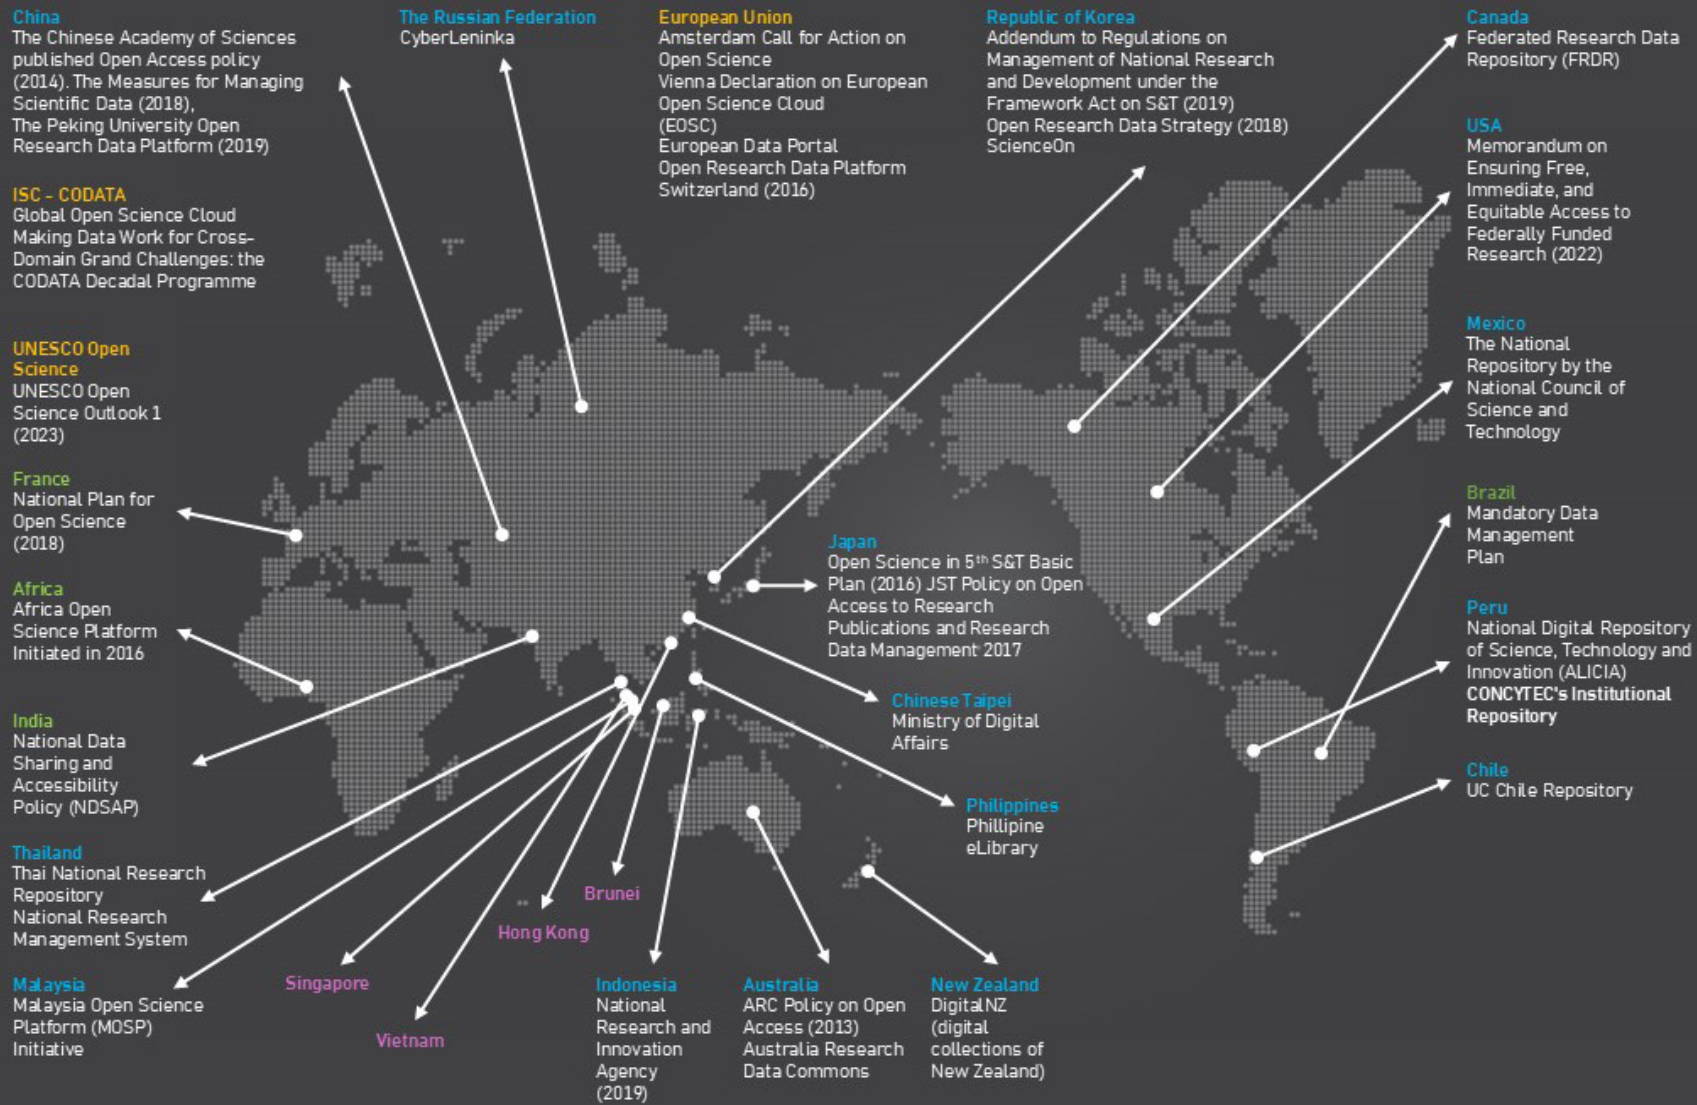 China
The Chinese Academy of Sciences
published Open Access policy
(2014). The Measures for Managing
Scientific Data (2018),
The Peking University Open
Research Data Platform (2019)
The Russian Federation
CyberLeninka
European Union
Amsterdam Call for Action on
Open Science
Vienna Declaration on European
Open Science Cloud
(EOSC)
European Data Portal
Open Research Data Platform
Switzerland (2016)
Republic of Korea
Addendum to Regulations on
Management of National Research
and Development under the
Framework Act on S&T (2019)
Open Research Data Strategy (2018)
ScienceOn
Canada
Federated Research Data
Repository (FRDR)
USA
Memorandum on
Ensuring Free,
Immediate, and
Equitable Access to
Federally Funded
Research (2022)
ISC - CODATA
Global Open Science Cloud
Making Data Work for Cross-
Domain Grand Challenges: the
CODATA Decadal Programme
Mexico
The National
Repository by the
National Council of
Science and
Technology
UNESCO Open
Science
UNESCO Open
Science Outlook 1
(2023)
France
National Plan for
Open Science
(2018)
Brazil
Mandatory Data
Management
Plan
Japan
Open Science in 5th S&T Basic
Plan (2016) JST Policy on Open
Access to Research
Publications and Research
Data Management 2017
Africa
Africa Open
Science Platform
Initiated in 2016
Peru
National Digital Repository
of Science, Technology and
Innovation (ALICIA)
CONCYTEC's Institutional
Repository
Chinese Taipei
Ministry of Digital
Affairs
India
National Data
Sharing and
Accessibility
Policy (NDSAP)
Chile
UC Chile Repository
Philippines
Phillipine
eLibrary
Thailand
Thai National Research
Repository
National Research
Management System
Brunei
Hong Kong
Singapore
Vietnam
Malaysia
Malaysia Open Science
Platform (MOSP)
Initiative
Indonesia
National
Research and
Innovation
Agency
(2019)
Australia
ARC Policy on Open
Access (2013)
Australia Research
Data Commons
New Zealand
DigitalNZ
(digital
collections of
New Zealand)